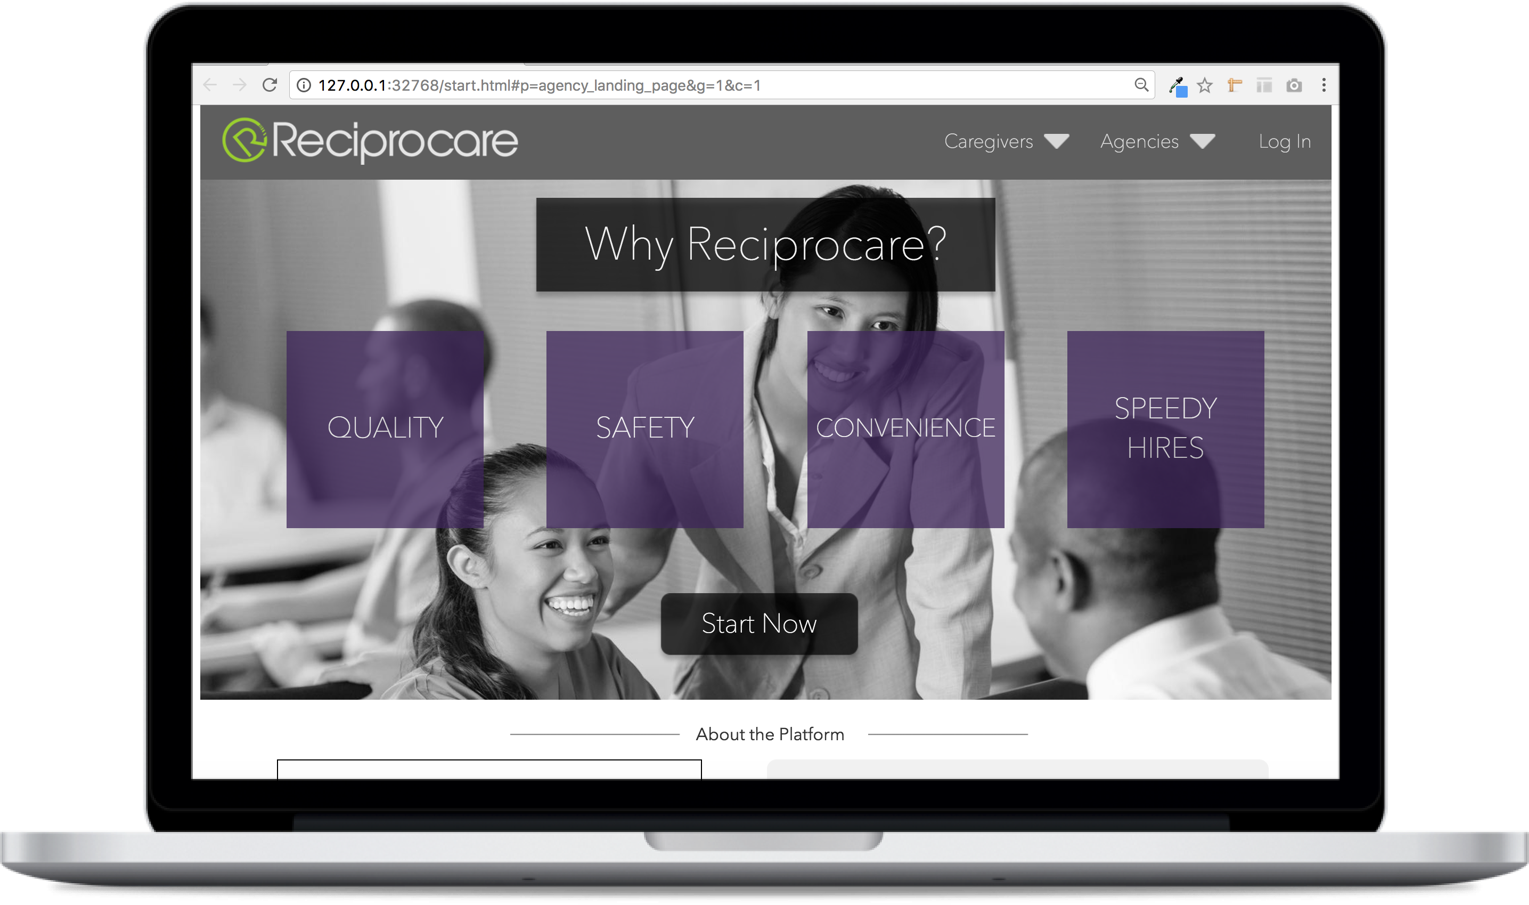 127.0.0.1:32768/start.html#p=agency_landing_page&g=1&c=1
Reciprocare
Caregivers
Agencies
Log In
Why Reciprocare?
QUALITY
SAFETY
CONVENIENCE
SPEEDY
HIRES
Start Now
About the Platform